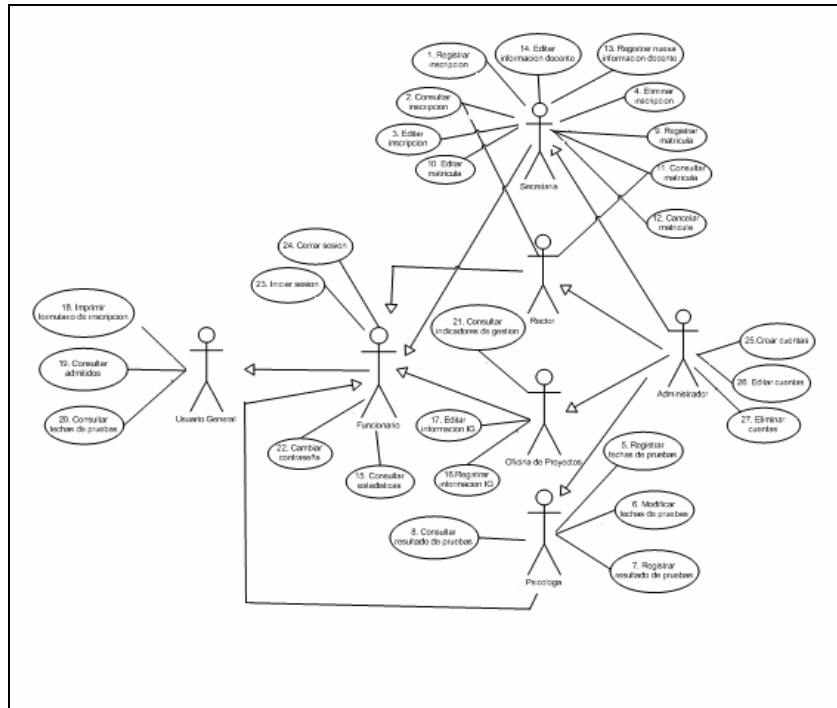 14. Editar
informacion docente
13. Registrar nueva
informacion docente
1. Registrar
inscripcion
2. Consultar
inscripcion
4. Eliminar
inscripcion
3. Editar
inscripcion
9. Registrar
matricula
10. Editar
matricula
11. Consultar
matricula
Secretaria
12. Cancelar
matricula
24. Cerrar sesion
23. Iniciar sesion
Rector
18. Imprimir
formulario de inscripcion
21. Consultar
indicadores de gestion
19. Consultar
admitidos
25.Crear cuentas
26. Editar cuentas
Administrador
20. Consultar
fechas de pruebas
Usuario General
Funcionario
17. Editar
informacion IG
27. Eliminar
cuentas
22. Cambiar
contraseña
15. Consultar
estadisticas
16.Registrar
informacion IG
Oficina de Proyectos
5. Registrar
fechas de pruebas
6. Modificar
fechas de pruebas
8. Consultar
resultado de pruebas
7. Registrar
resultado de pruebas
Psicologa